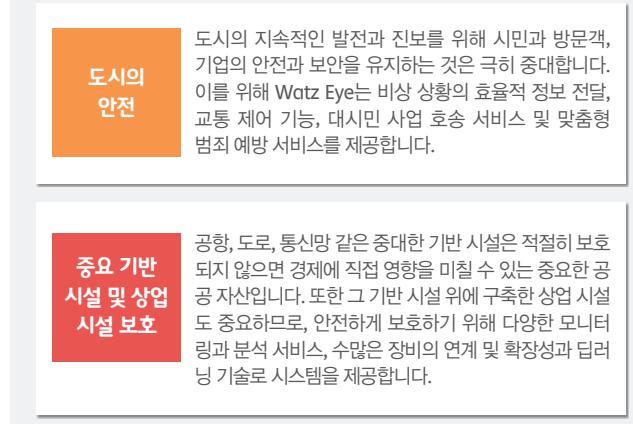 도시의
안전
도시의 지속적인 발전과 진보를 위해 시민과 방문객,
기업의 안전과 보안을 유지하는 것은 극히 중대합니다.
이를 위해 Watz Eye는 비상 상황의 효율적 정보 전달,
교통 제어 기능, 대시민 사업 호송 서비스 및 맞춤형
범죄 예방 서비스를 제공합니다.
중요 기반
시설 및 상업
시설 보호
공항, 도로, 통신망 같은 중대한 기반 시설은 적절히 보호
되지 않으면 경제에 직접 영향을 미칠 수 있는 중요한 공
공 자산입니다. 또한 그 기반 시설 위에 구축한 상업 시설
도 중요하므로, 안전하게 보호하기 위해 다양한 모니터
링과 분석 서비스, 수많은 장비의 연계 및 확장성과 딥러
닝 기술로 시스템을 제공합니다.